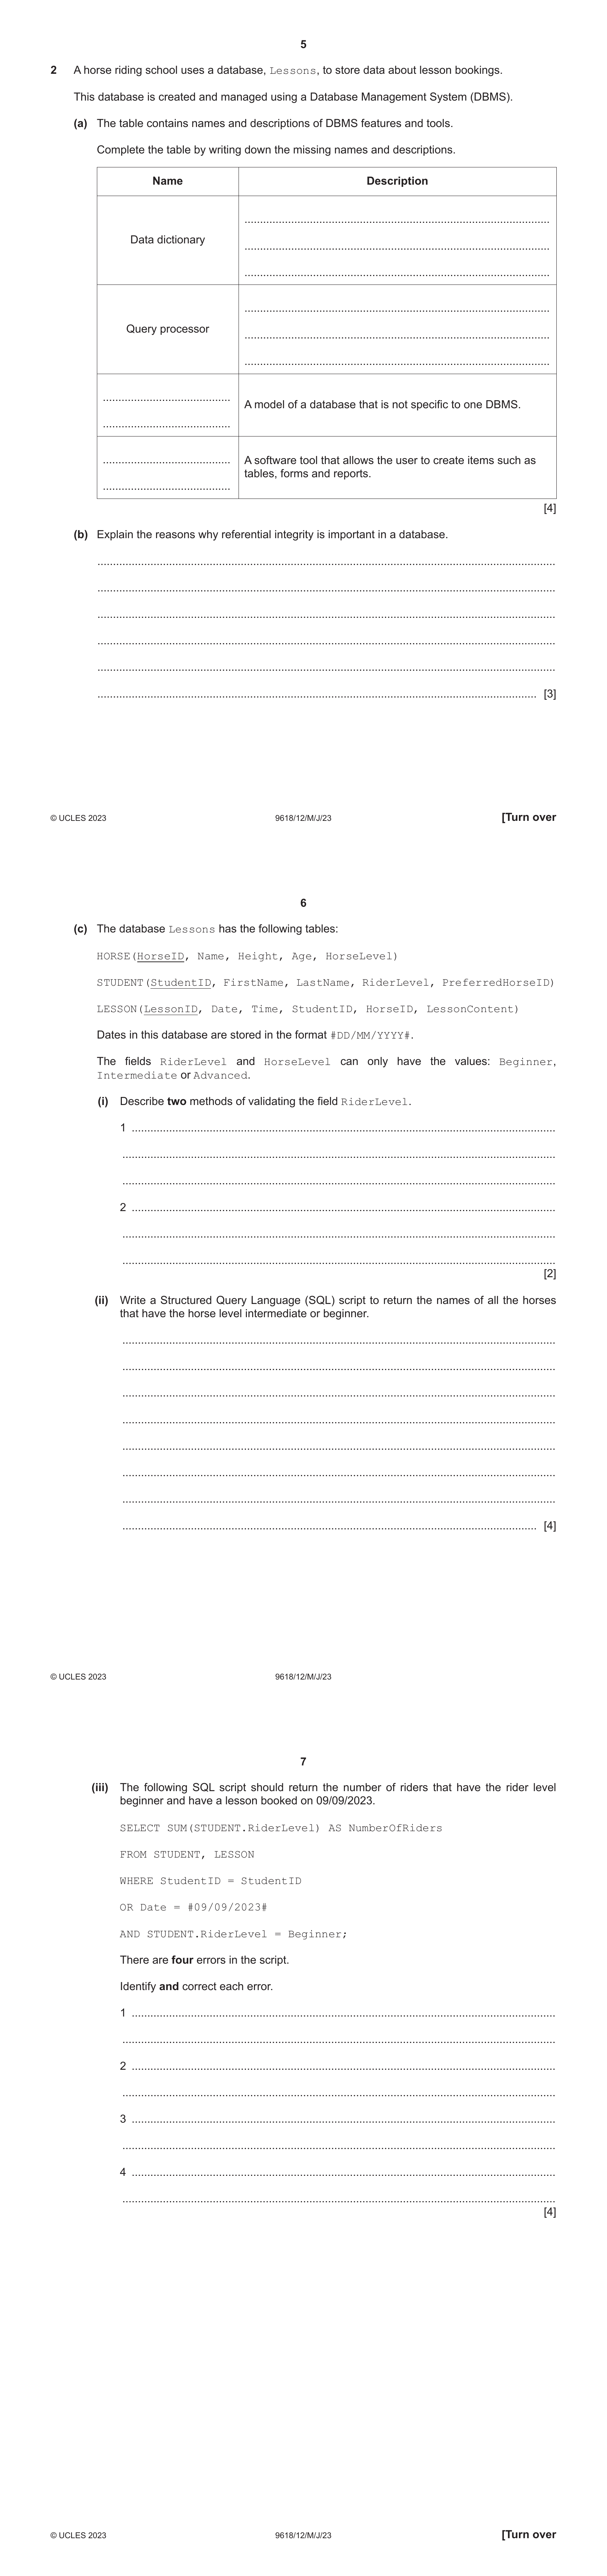 5
2 A horse riding school uses a database, Lessons, to store data about lesson bookings.
This database is created and managed using a Database Management System (DBMS).
(a) The table contains names and descriptions of DBMS features and tools.
Complete the table by writing down the missing names and descriptions.
Name Description
Data dictionary
Query processor
A model of a database that is not specific to one DBMS.
A software tool that allows the user to create items such as
tables, forms and reports.
[4]
(b) Explain the reasons why referential integrity is important in a database.
[3]
© UCLES 2023 9618/12/M/J/23 [Turn over
6
(c) The database Lessons has the following tables:
HORSE(HorseID, Name, Height, Age, HorseLevel)
STUDENT(StudentID, FirstName, LastName, RiderLevel, PreferredHorseID)
LESSON(LessonID, Date, Time, StudentID, HorseID, LessonContent)
Dates in this database are stored in the format #DD/MM/YYYY#.
The fields RiderLevel and HorseLevel can only have the values: Beginner,
Intermediate or Advanced.
(i) Describe two methods of validating the field RiderLevel.
1
2
[2]
(ii) Write a Structured Query Language (SQL) script to return the names of all the horses
that have the horse level intermediate or beginner.
[4]
© UCLES 2023 9618/12/M/J/23
7
(iii) The following SQL script should return the number of riders that have the rider level
beginner and have a lesson booked on 09/09/2023.
SELECT SUM(STUDENT.RiderLevel) AS NumberOfRiders
FROM STUDENT, LESSON
WHERE StudentID = StudentID
OR Date = #09/09/2023#
AND STUDENT.RiderLevel = Beginner;
There are four errors in the script.
Identify and correct each error.
1
2
3
4
[4]
© UCLES 2023 9618/12/M/J/23 [Turn over